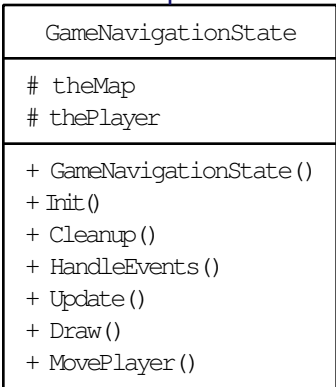 GameNavigationState
# theMap
# thePlayer
+ GameNavigationState()
+ Init()
+ Cleanup()
+ HandleEvents()
+ Update()
+ Draw()
+ MovePlayer()